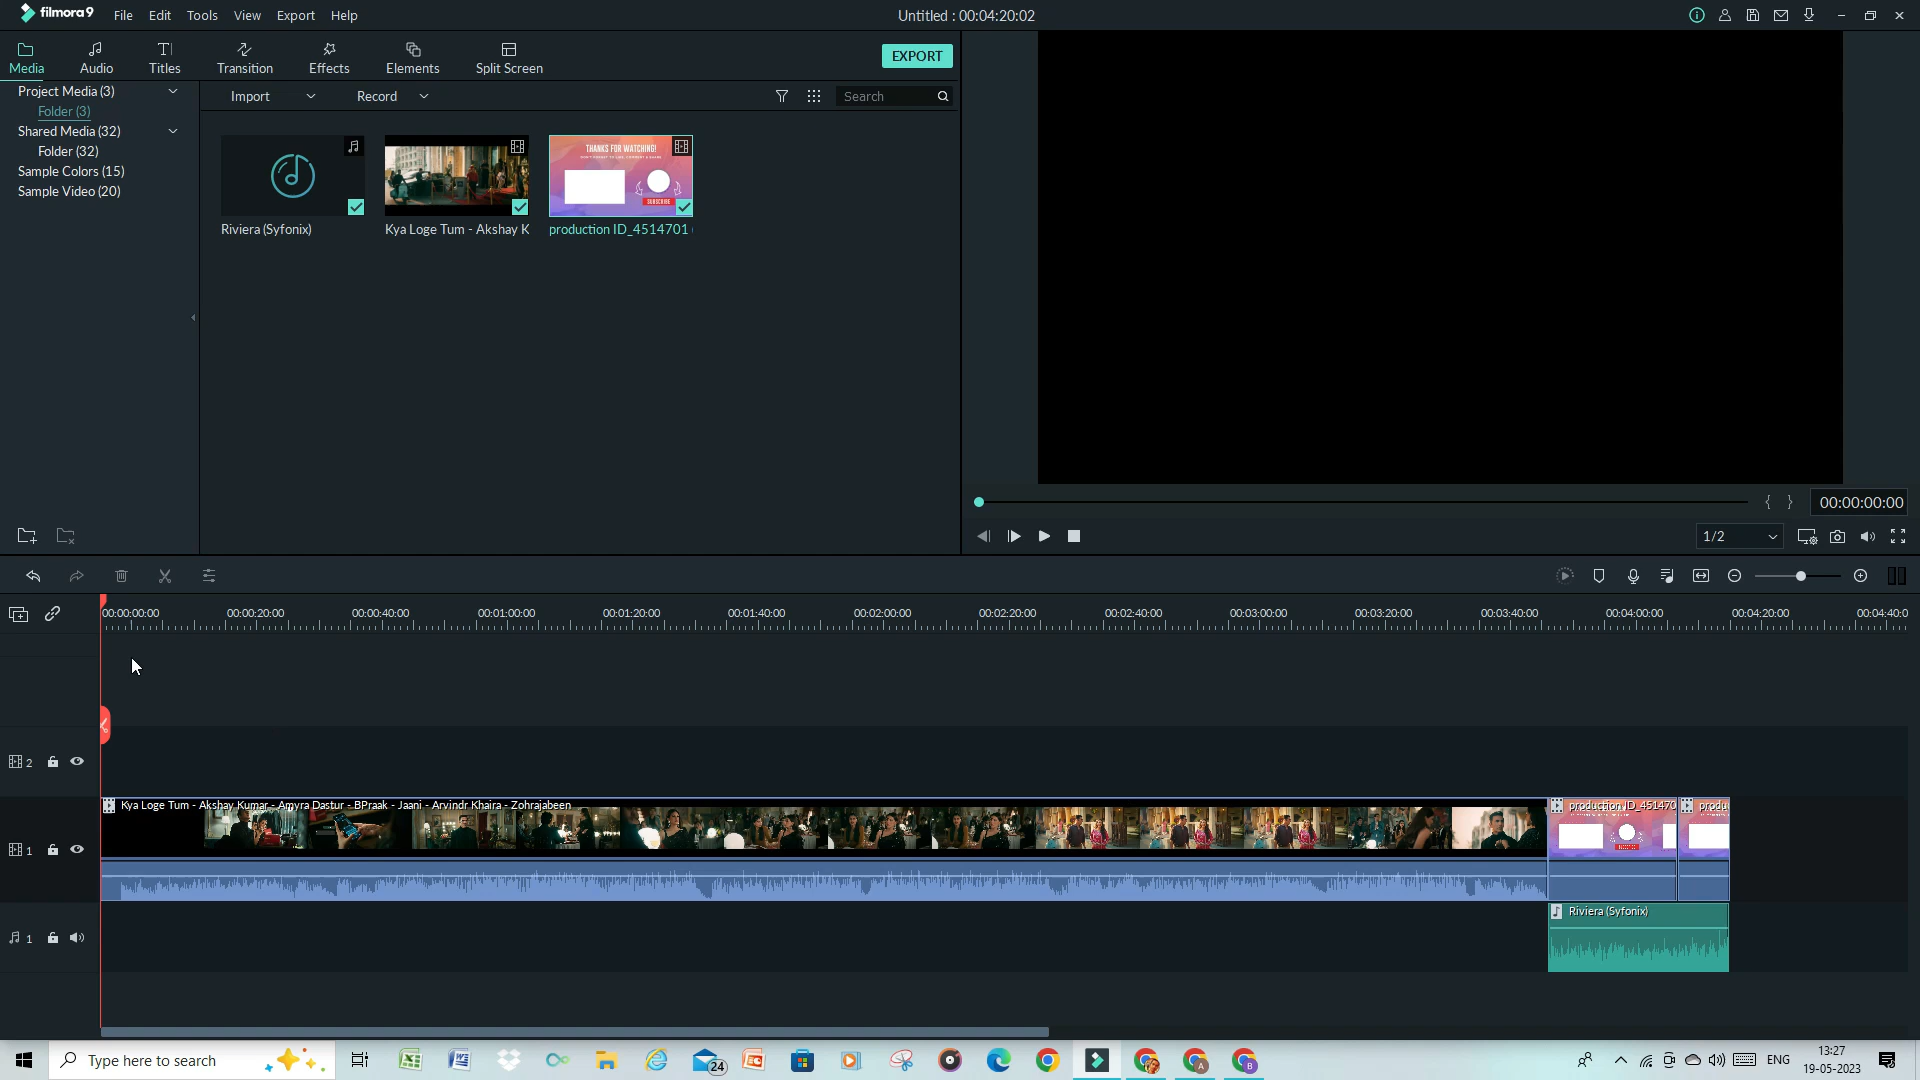 filmora9 File Edit Tools View Export Help Untitled : 00:04:20:02
Media Audio Titles Transition Effects Elements Split Screen EXPORT
Project Media (3)
Folder (3)
Shared Media (32)
Folder (32)
Sample Colors (15)
Sample Video (20)
Import Record Search
THANKS FOR WATCHING!
SUBSCRIBE
Riviera (Syfonix) Kya Loge Tum - Akshay K production ID_4514701
00:00:00:00
1/2
00:00:00:00 00:00:20:00 00:00:40:00 00:01:00:00 00:01:20:00 00:01:40:00 00:02:00:00 00:02:20:00 00:02:40:00 00:03:00:00 00:03:20:00 00:03:40:00 00:04:00:00 00:04:20:00 00:04:40:0
2
Kya Loge Tum - Akshay Kumar - Amyra Dastur - BPraak - Jaani - Arvindr Khaira - Zohrajabeen production ID_451470 produ
1
Riviera (Syfonix)
1
Type here to search 24 A B ENG 13:27
19-05-2023